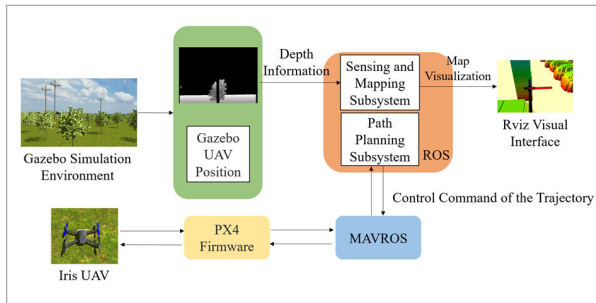 Depth
Information
Sensing and
Mapping
Subsystem
Map
Visualization
Gazebo
UAV
Position
Path
Planning
Subsystem
ROS
Rviz Visual
Interface
Gazebo Simulation
Environment
Control Command of the Trajectory
PX4
Firmware
MAVROS
Iris UAV